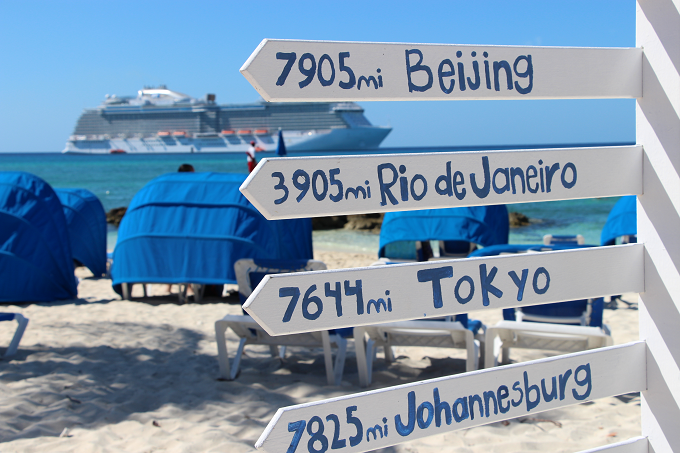 7905mi Beijing
3905mi Rio de Janeiro
7644mi Tokyo
7825mi Johannesburg